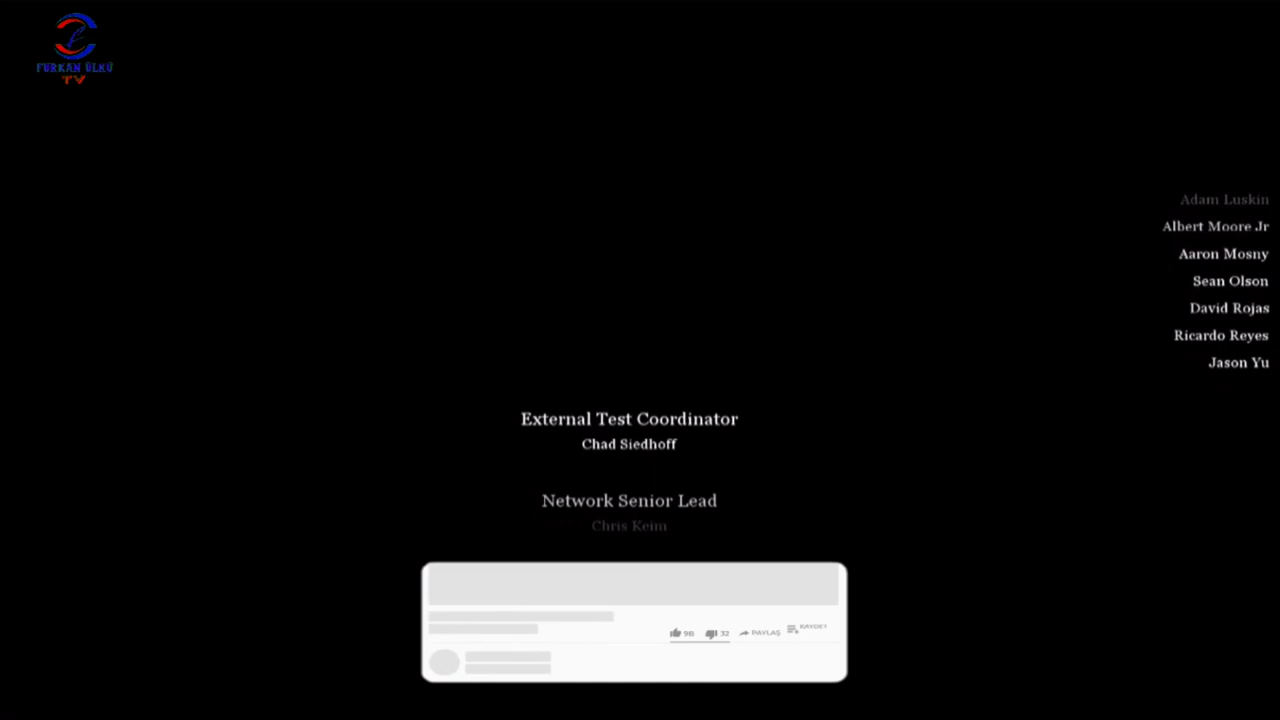 FURKAN ÜLKÜ
TV
Adam Luskin
Albert Moore Jr
Aaron Mosny
Sean Olson
David Rojas
Ricardo Reyes
Jason Yu
External Test Coordinator
Chad Siedhoff
Network Senior Lead
Chris Keim
98 32 PAYLAŞ KAYDET